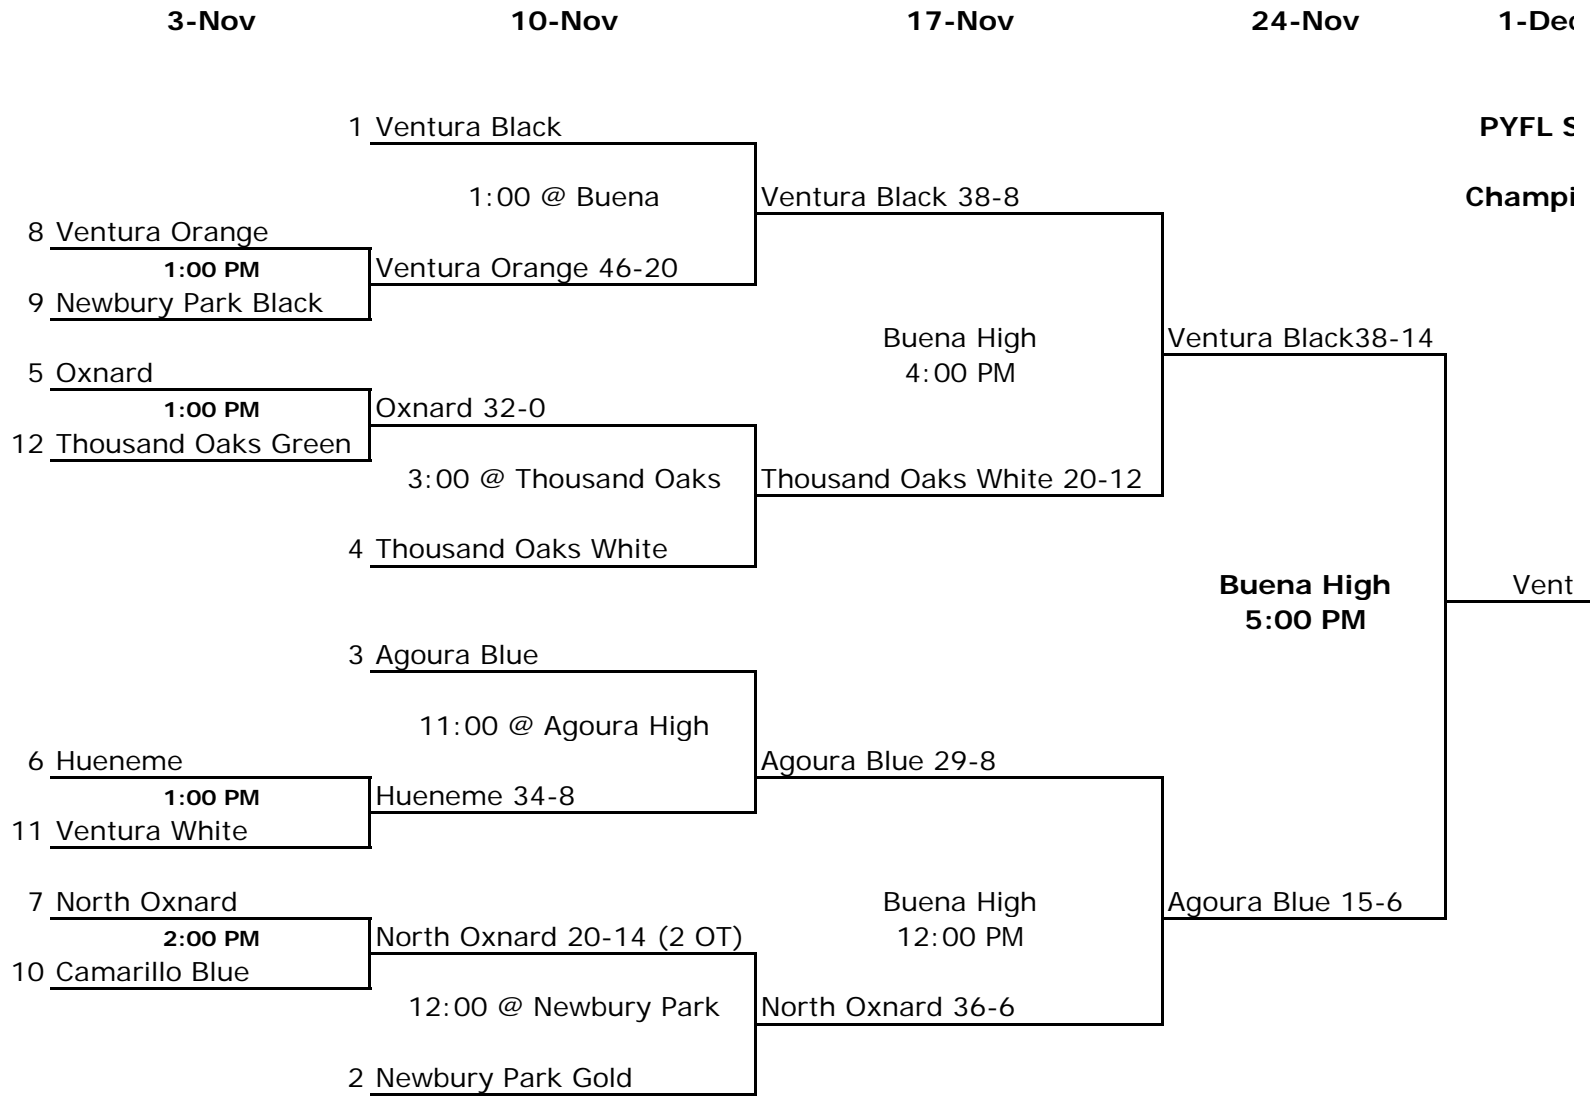 3-Nov 10-Nov 17-Nov 24-Nov 1-Dec
1 Ventura Black
PYFL S
1:00 @ Buena
Ventura Black 38-8
Champi
8 Ventura Orange
1:00 PM
Ventura Orange 46-20
9 Newbury Park Black
Buena High
4:00 PM
Ventura Black38-14
5 Oxnard
1:00 PM
Oxnard 32-0
12 Thousand Oaks Green
3:00 @ Thousand Oaks
Thousand Oaks White 20-12
4 Thousand Oaks White
Buena High
5:00 PM
Vent
3 Agoura Blue
11:00 @ Agoura High
6 Hueneme
Agoura Blue 29-8
1:00 PM
Hueneme 34-8
11 Ventura White
7 North Oxnard
Buena High
12:00 PM
Agoura Blue 15-6
2:00 PM
North Oxnard 20-14 (2 OT)
10 Camarillo Blue
12:00 @ Newbury Park
North Oxnard 36-6
2 Newbury Park Gold